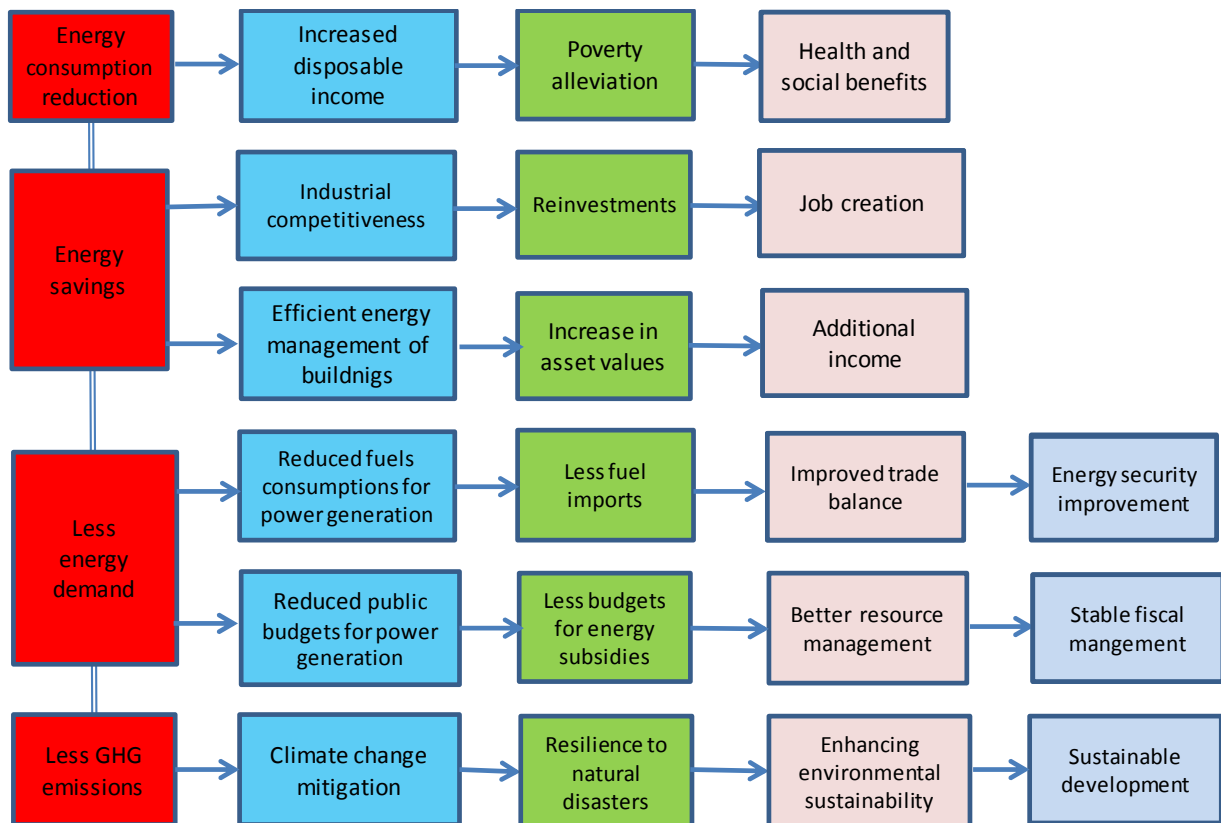 Energy
consumption
reduction
Increased
disposable
income
Poverty
alleviation
Health and
social benefits
Energy
savings
Industrial
competitiveness
Reinvestments
Job creation
Efficient energy
management of
buildnigs
Increase in
asset values
Additional
income
Less
energy
demand
Reduced fuels
consumptions for
power generation
Less fuel
imports
Improved trade
balance
Energy security
improvement
Reduced public
budgets for power
generation
Less budgets
for energy
subsidies
Better resource
management
Stable fiscal
mangement
Less GHG
emissions
Climate change
mitigation
Resilience to
natural
disasters
Enhancing
environmental
sustainability
Sustainable
development